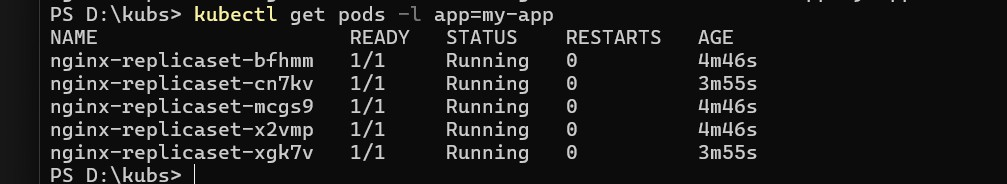 PS D:\kubs> kubectl get pods -l app=my-app
NAME                     READY   STATUS    RESTARTS   AGE
nginx-replicaset-bfhmm   1/1     Running   0          4m46s
nginx-replicaset-cn7kv   1/1     Running   0          3m55s
nginx-replicaset-mcgs9   1/1     Running   0          4m46s
nginx-replicaset-x2vmp   1/1     Running   0          4m46s
nginx-replicaset-xgk7v   1/1     Running   0          3m55s
PS D:\kubs>